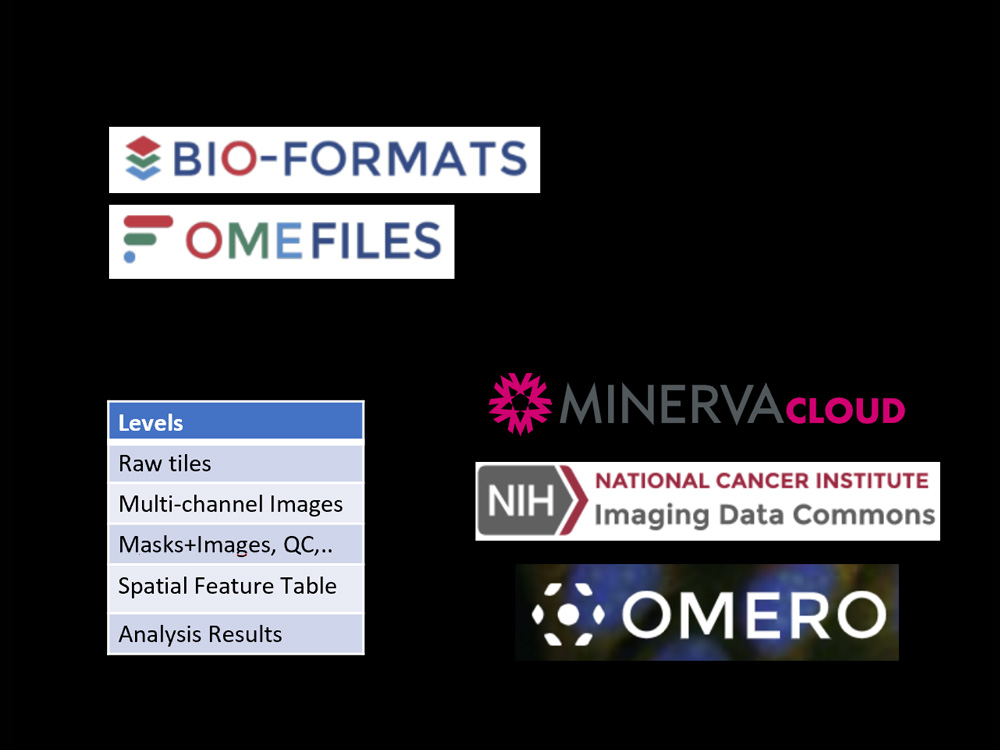 BIO-FORMATS
OMEFILES
Levels
Raw tiles
Multi-channel Images
Masks+Images, QC,..
Spatial Feature Table
Analysis Results
MINERVACLOUD
NIH
NATIONAL CANCER INSTITUTE
Imaging Data Commons
OMERO